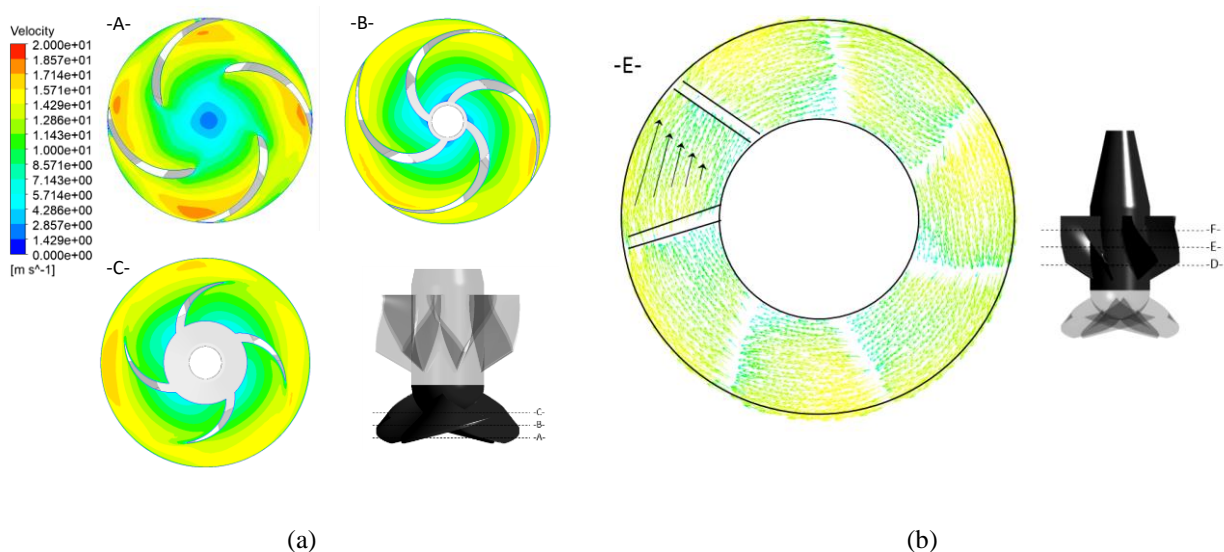 Velocity
2.000e+01
1.857e+01
1.714e+01
1.571e+01
1.429e+01
1.286e+01
1.143e+01
1.000e+01
8.571e+00
7.143e+00
5.714e+00
4.286e+00
2.857e+00
1.429e+00
0.000e+00
[m s^-1]
-A-
-B-
-C-
-C-
-B-
-A-
(a)
-E-
-F-
-E-
-D-
(b)